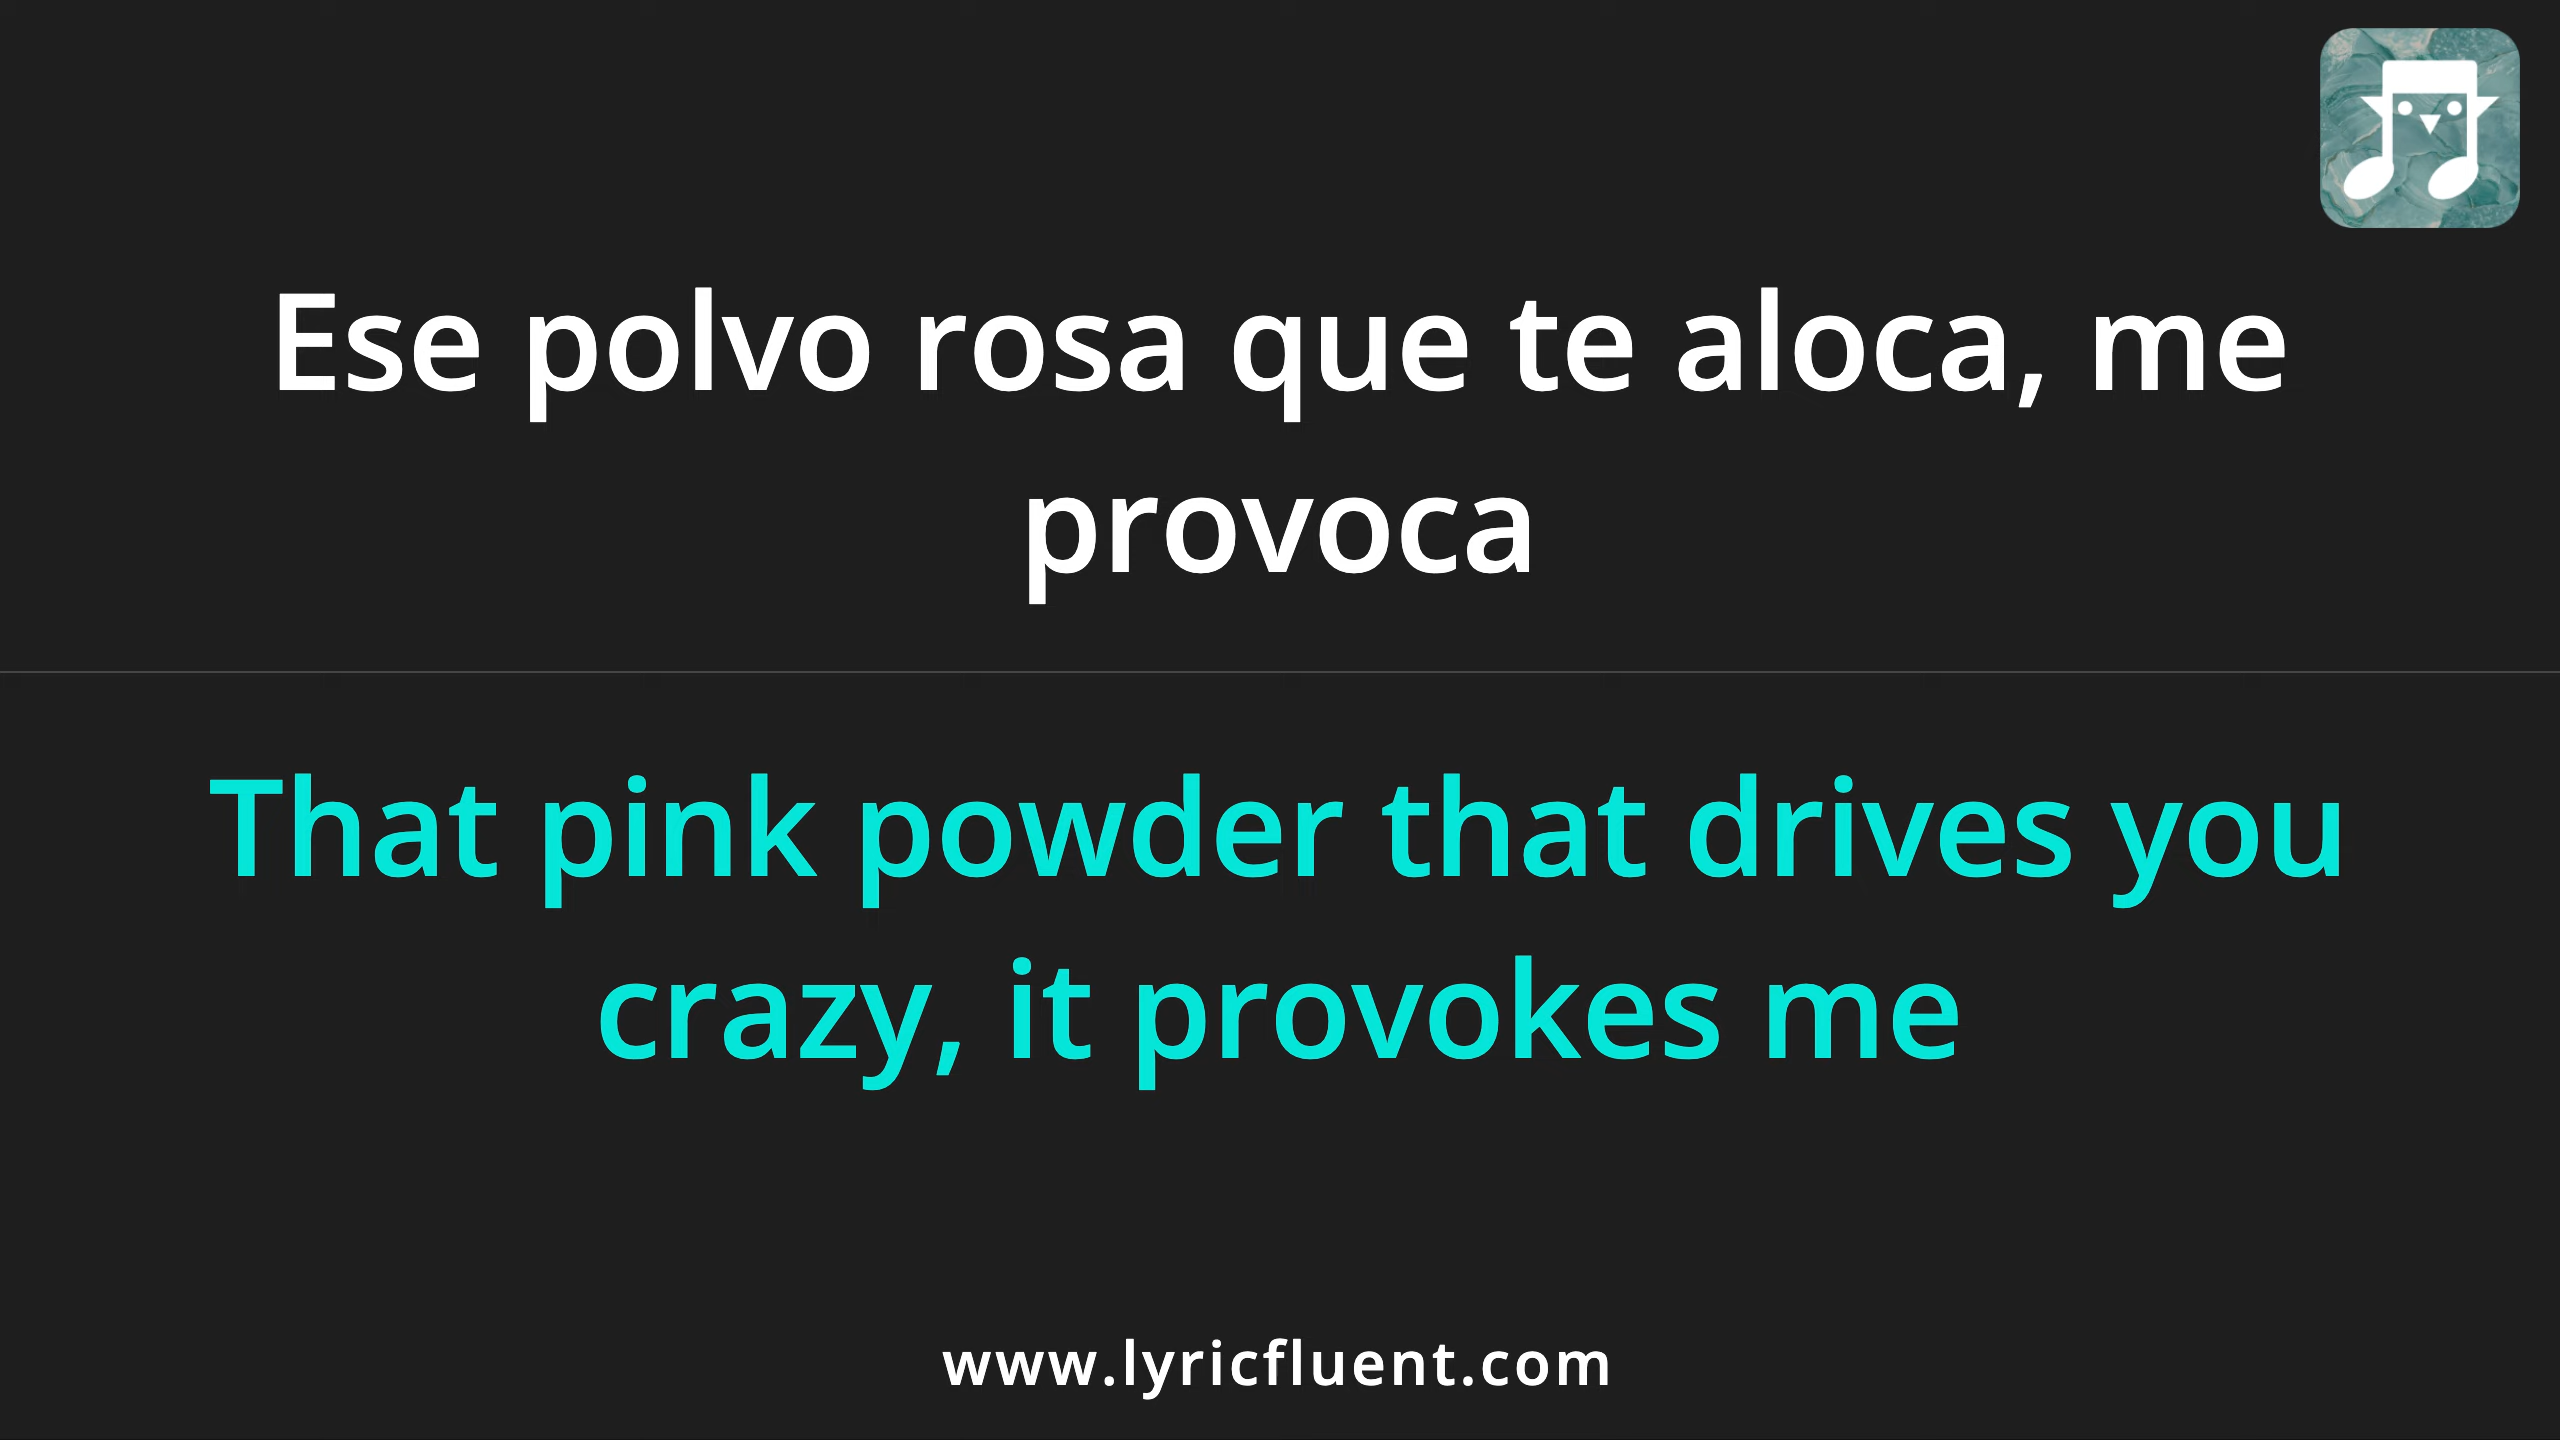 Ese polvo rosa que te aloca, me
provoca
That pink powder that drives you
crazy, it provokes me
www.lyricfluent.com